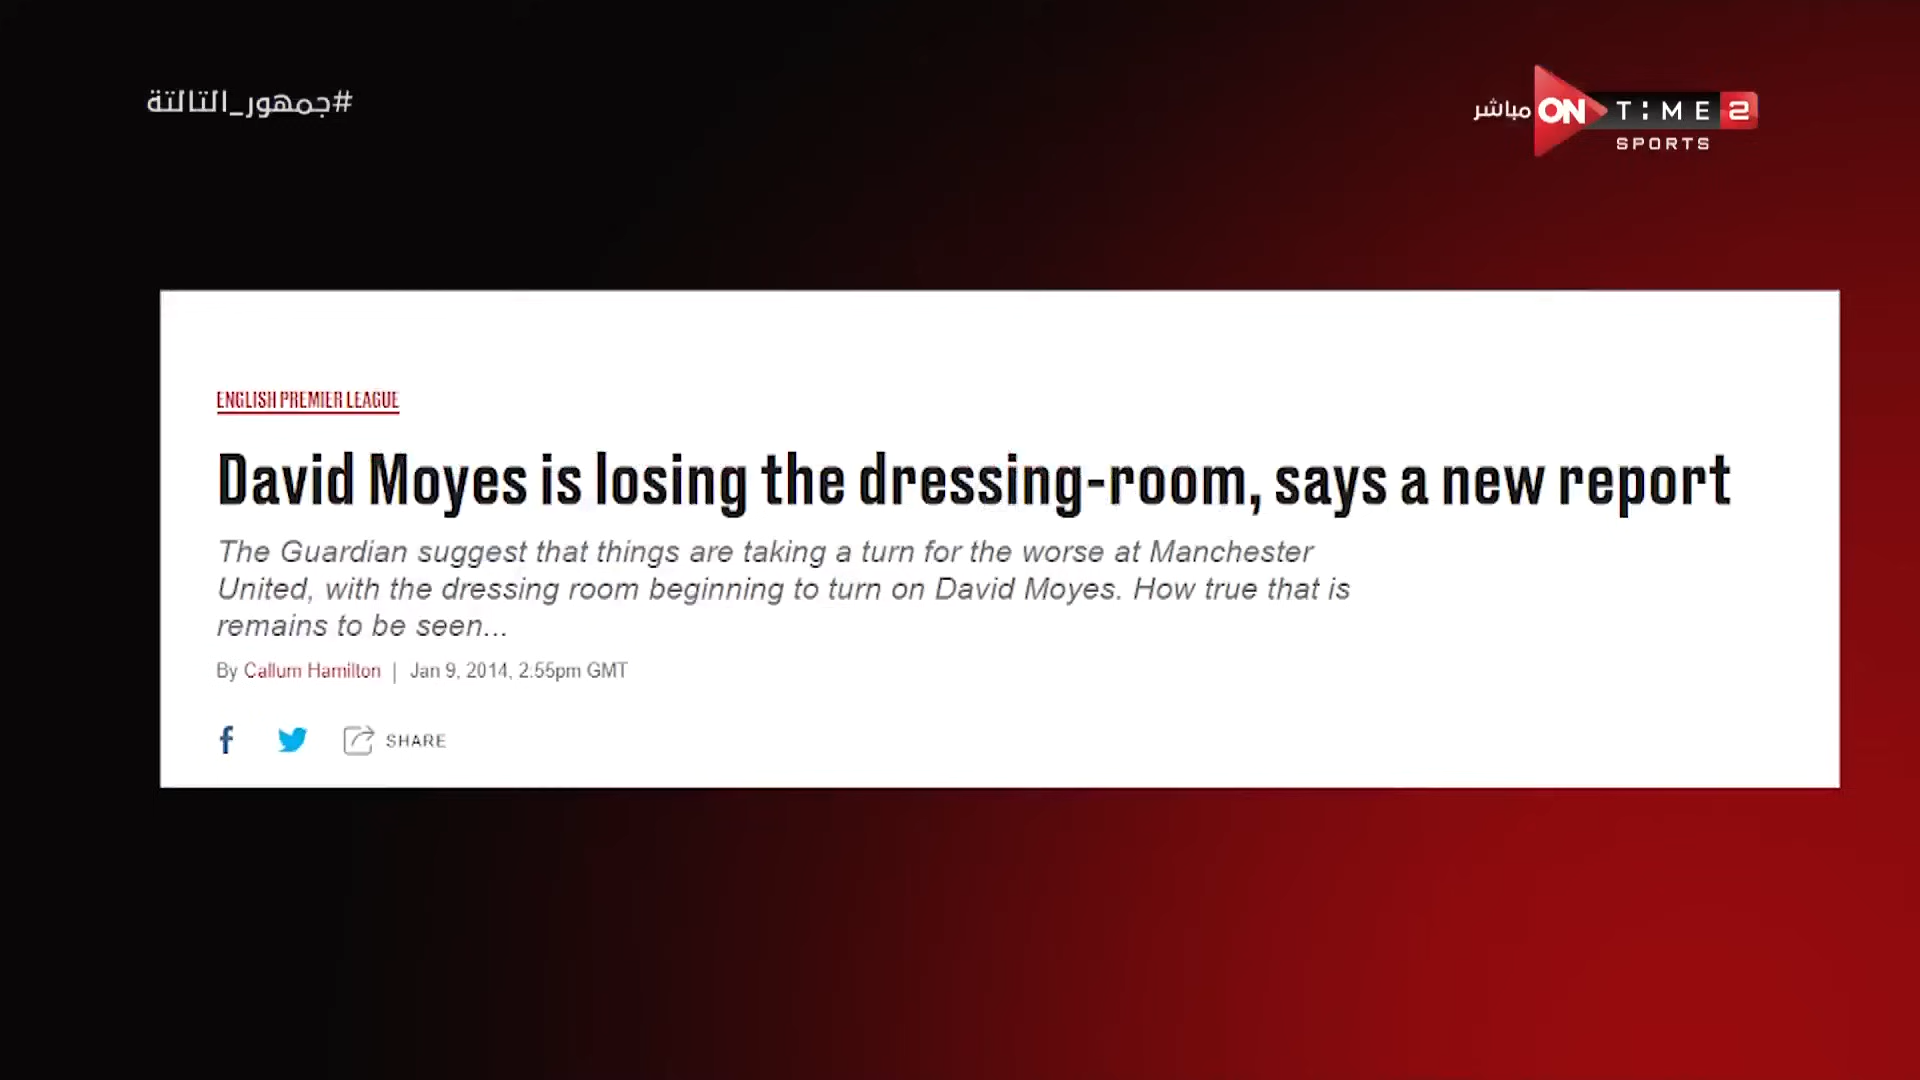 #جمهور_التالتة
مباشر ON TIME 2
SPORTS
ENGLISH PREMIER LEAGUE
David Moyes is losing the dressing-room, says a new report
The Guardian suggest that things are taking a turn for the worse at Manchester
United, with the dressing room beginning to turn on David Moyes. How true that is
remains to be seen...
By Callum Hamilton | Jan 9, 2014, 2:55pm GMT
SHARE